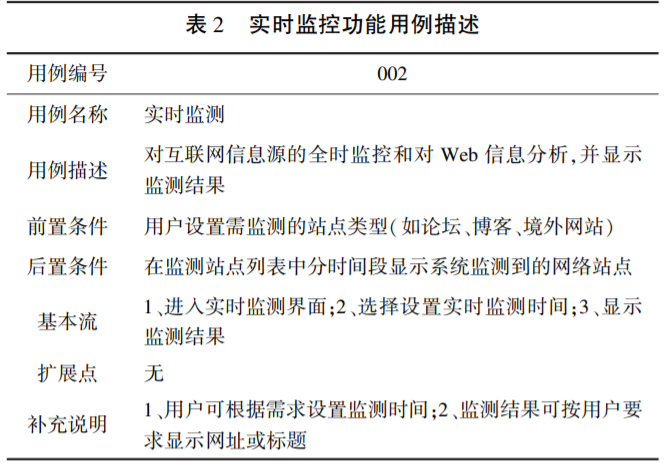 表 2 实时监控功能用例描述
用例编号 002
用例名称 实时监测
用例描述 对互联网信息源的全时监控和对 Web 信息分析,并显示
监测结果
前置条件 用户设置需监测的站点类型(如论坛、博客、境外网站)
后置条件 在监测站点列表中分时间段显示系统监测到的网络站点
基本流 1、进入实时监测界面;2、选择设置实时监测时间;3、显示
监测结果
扩展点 无
补充说明 1、用户可根据需求设置监测时间;2、监测结果可按用户要
求显示网址或标题